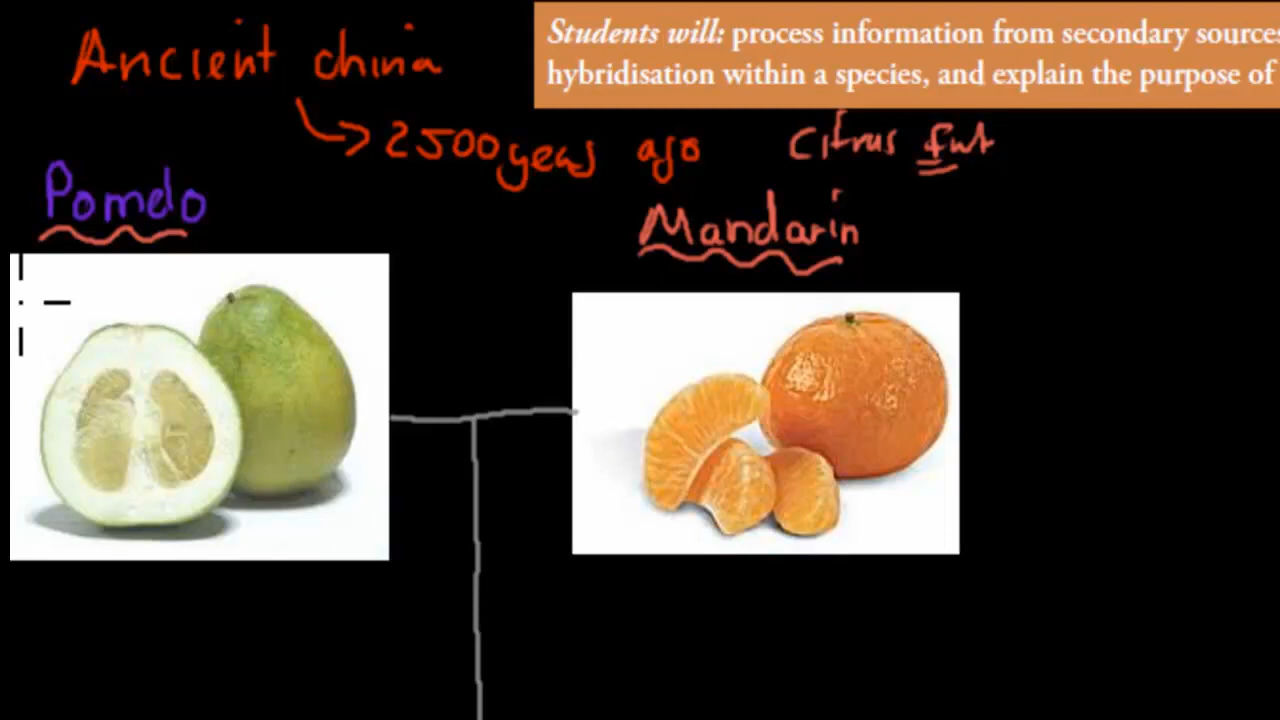 Ancient china
Students will: process information from secondary sources
hybridisation within a species, and explain the purpose of
2500 years ago
Citrus
Pomelo
Mandarin